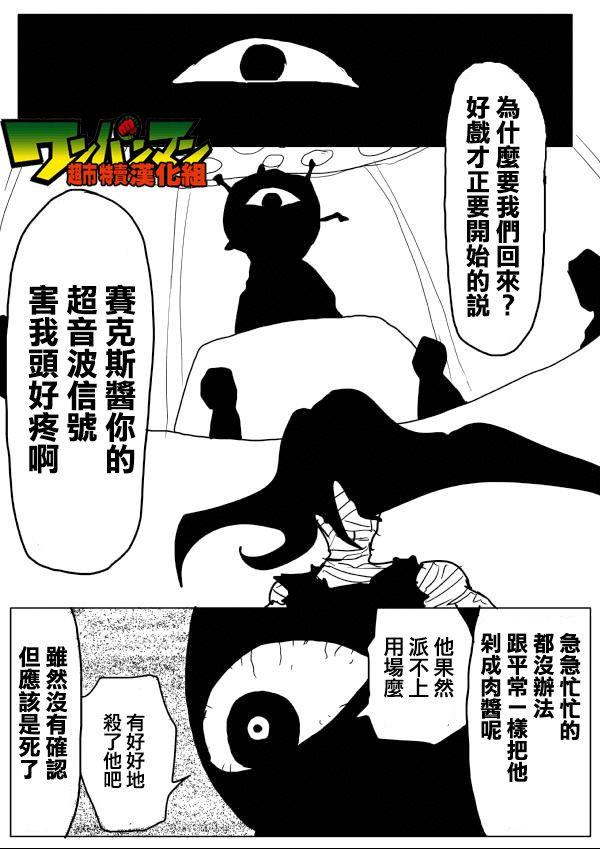 ワンパンマン
超市特賣漢化組
為什麼要我們回來?
好戲才正要開始的説
賽克斯醬你的
超音波信號
害我頭好疼啊
急急忙忙的
都沒辦法
跟平常一樣把他
剁成肉醬呢
他果然
派不上
用場麼
有好好地
殺了他吧
雖然沒有確認
但應該是死了